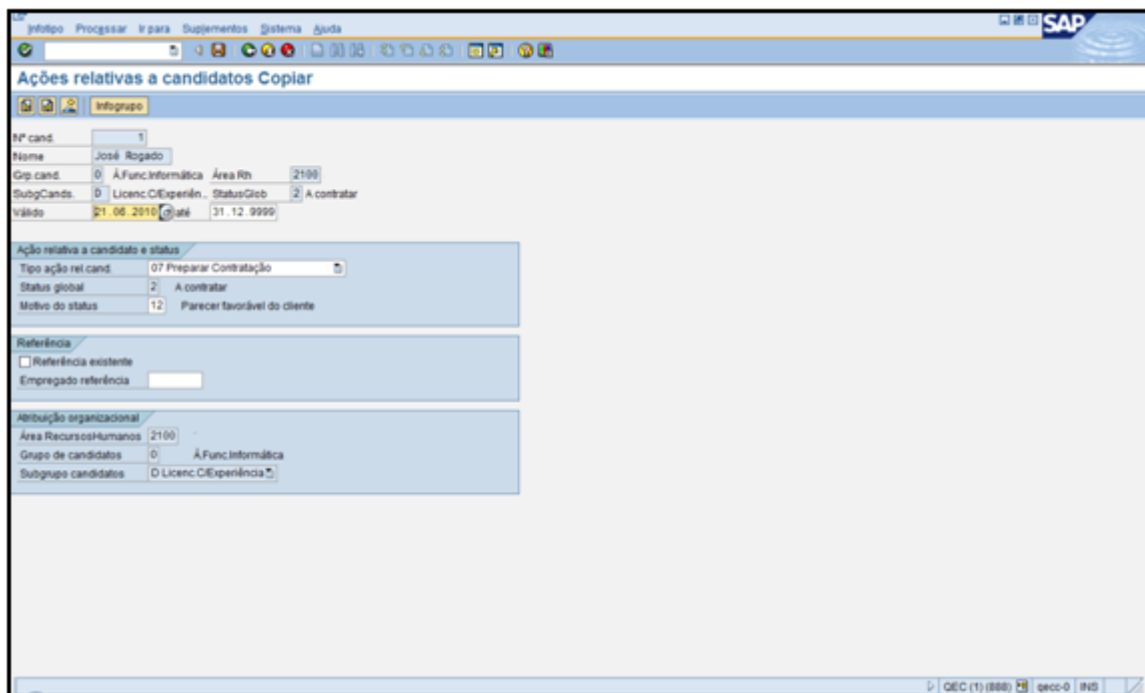 Infotipo Processar Ir para Suplementos Sistema Ajuda
SAP
Ações relativas a candidatos Copiar
Infogrupo
Nº cand. 1
Nome José Rogado
Grp.cand. 0 Á.Func.Informática Área Rh 2100
SubgCands. D Licenc.C/Experiên.. StatusGlob 2 A contratar
Válido 21.06.2010 até 31.12.9999
Ação relativa a candidato e status
Tipo ação rel.cand. 07 Preparar Contratação
Status global 2 A contratar
Motivo do status 12 Parecer favorável do cliente
Referência
Referência existente
Empregado referência
Atribuição organizacional
Área RecursosHumanos 2100
Grupo de candidatos 0 Á.Func.Informática
Subgrupo candidatos D Licenc.C/Experiência
QEC (1) (888) qecc-0 INS